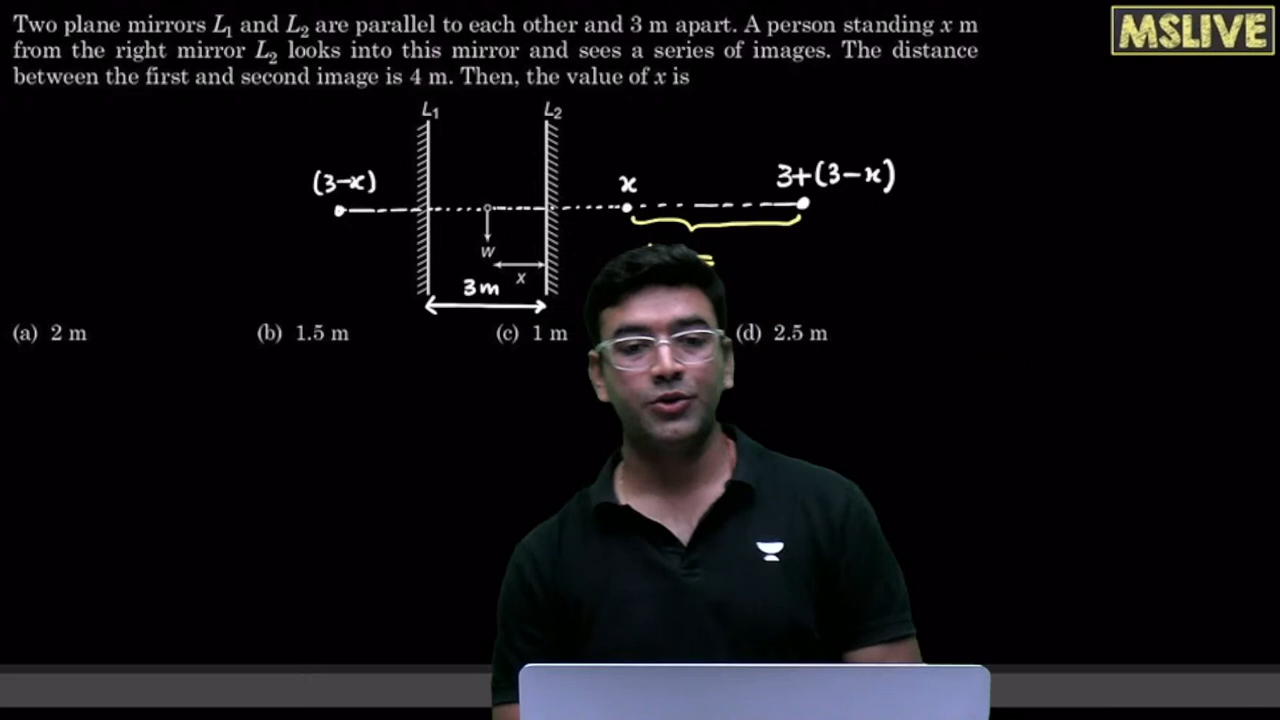 Two plane mirrors L₁ and L₂ are parallel to each other and 3 m apart. A person standing x m
from the right mirror L₂ looks into this mirror and sees a series of images. The distance
between the first and second image is 4 m. Then, the value of x is
MSLIVE
L₁ L₂
(3-x) x 3+(3-x)
W
x
=
3m
(a) 2 m (b) 1.5 m (c) 1 m (d) 2.5 m